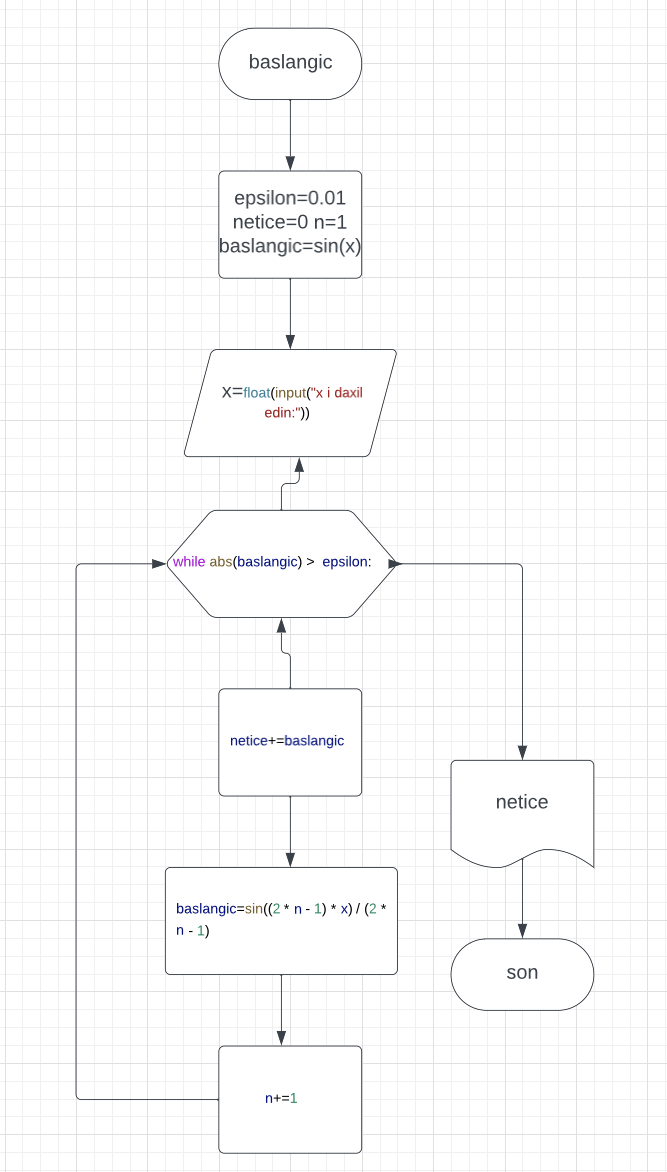 baslangic
epsilon=0.01
netice=0 n=1
baslangic=sin(x)
x=float(input("x i daxil
edin:"))
while abs(baslangic) > epsilon:
netice+=baslangic
netice
baslangic=sin((2 * n - 1) * x) / (2 *
n - 1)
son
n+=1